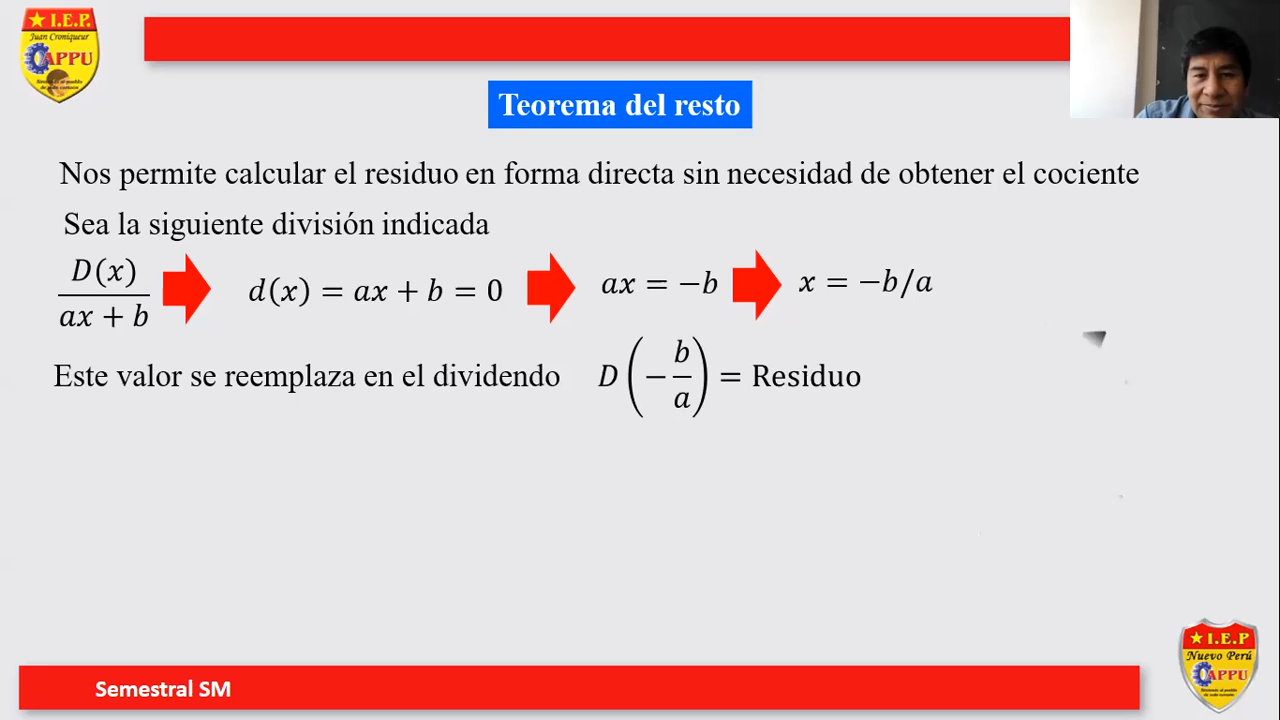 ★ I.E.P.
Juan Croniqueur
CAPPU
Teorema del resto
Nos permite calcular el residuo en forma directa sin necesidad de obtener el cociente
Sea la siguiente división indicada
D(x)
ax + b
d(x) = ax + b = 0
ax = −b
x = −b/a
Este valor se reemplaza en el dividendo D(−b/a) = Residuo
★ I.E.P
Nuevo Perú
CAPPU
Semestral SM